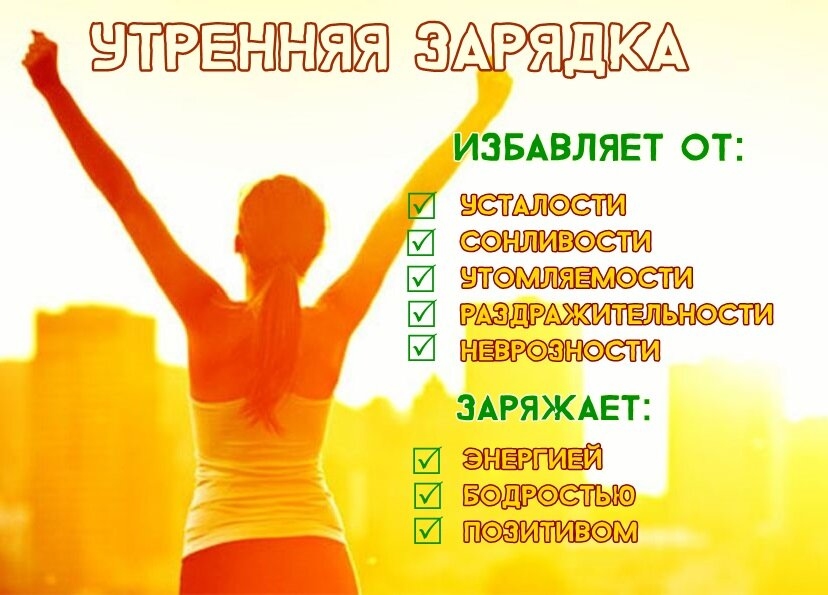 УТРЕННЯЯ ЗАРЯДКА
ИЗБАВЛЯЕТ ОТ:
УСТАЛОСТИ
СОНЛИВОСТИ
УТОМЛЯЕМОСТИ
РАЗДРАЖИТЕЛЬНОСТИ
НЕВРОЗНОСТИ
ЗАРЯЖАЕТ:
ЭНЕРГИЕЙ
БОДРОСТЬЮ
ПОЗИТИВОМ